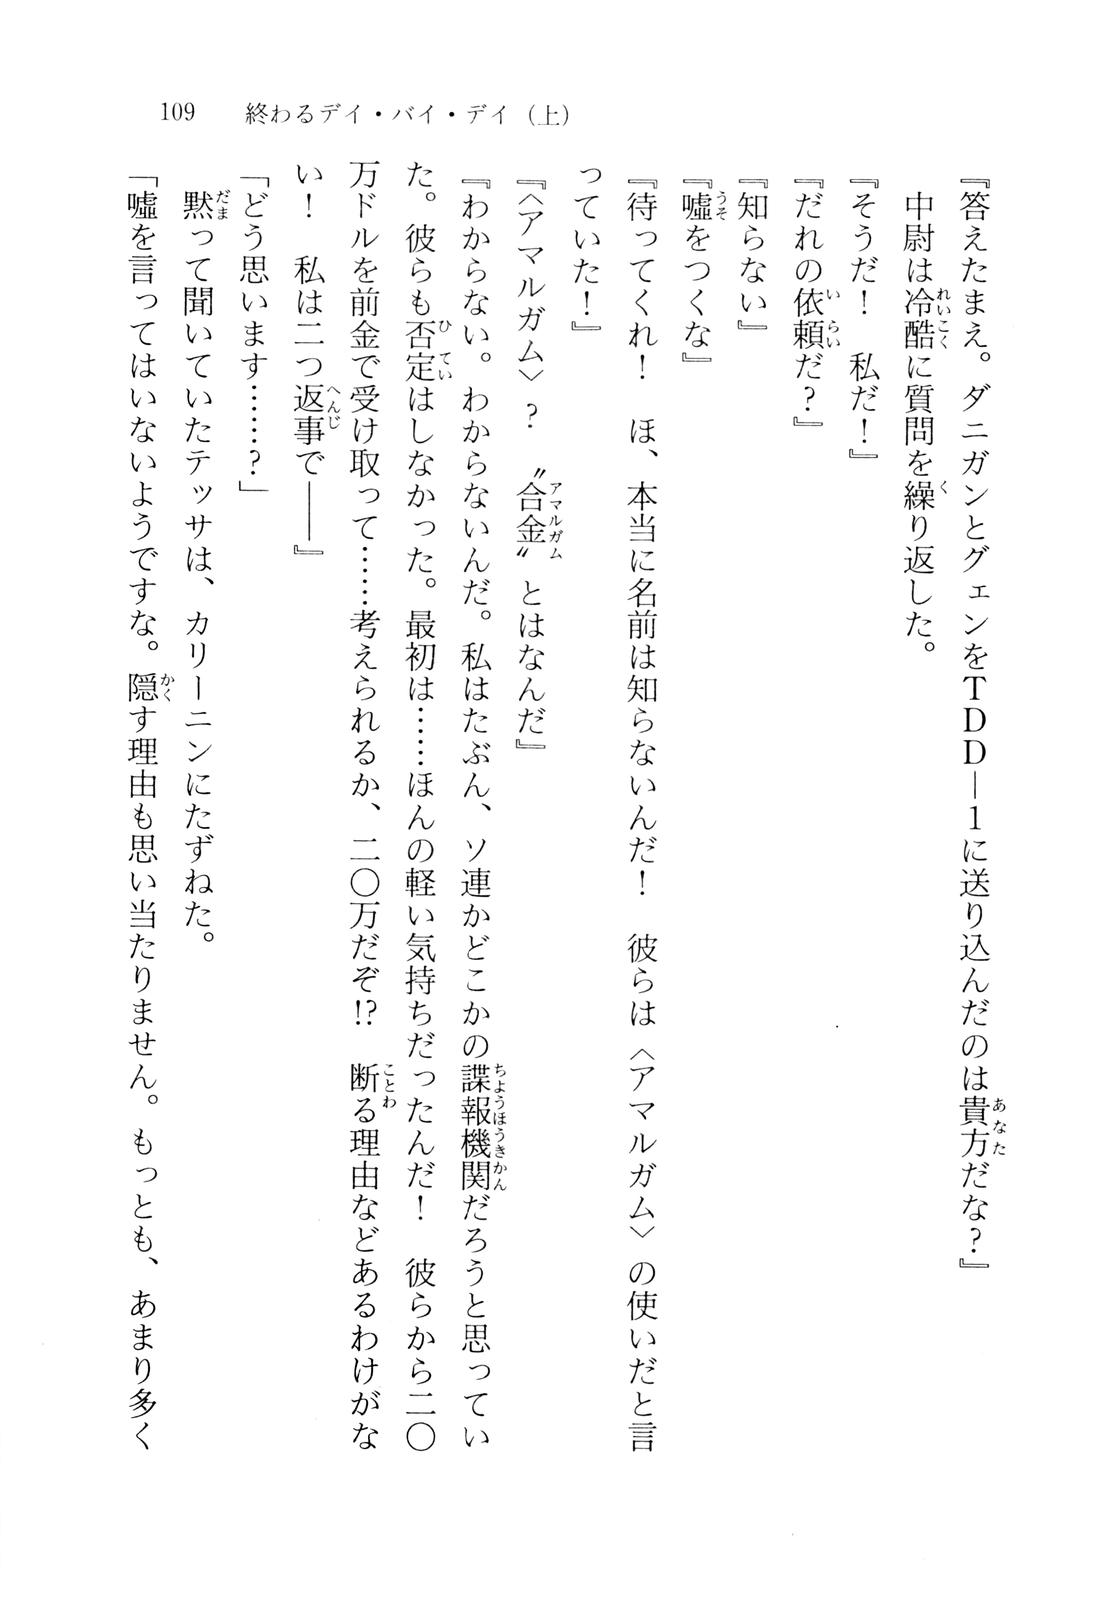 109　終わるデイ・バイ・デイ（上）
『答えたまえ。ダニガンとグェンをＴＤＤ―１に送り込んだのは貴方だな？』
　中尉は冷酷に質問を繰り返した。
『そうだ！　私だ！』
『だれの依頼だ？』
『知らない』
『嘘をつくな』
『待ってくれ！　ほ、本当に名前は知らないんだ！　彼らは〈アマルガム〉の使いだと言
っていた！』
『〈アマルガム〉？　〝合金〟とはなんだ』
『わからない。わからないんだ。私はたぶん、ソ連かどこかの諜報機関だろうと思ってい
た。彼らも否定はしなかった。最初は……ほんの軽い気持ちだったんだ！　彼らから二〇
万ドルを前金で受け取って……考えられるか、二〇万だぞ!?　断る理由などあるわけがな
い！　私は二つ返事で――』
「どう思います……？」
　黙って聞いていたテッサは、カリーニンにたずねた。
「嘘を言ってはいないようですな。隠す理由も思い当たりません。もっとも、あまり多く